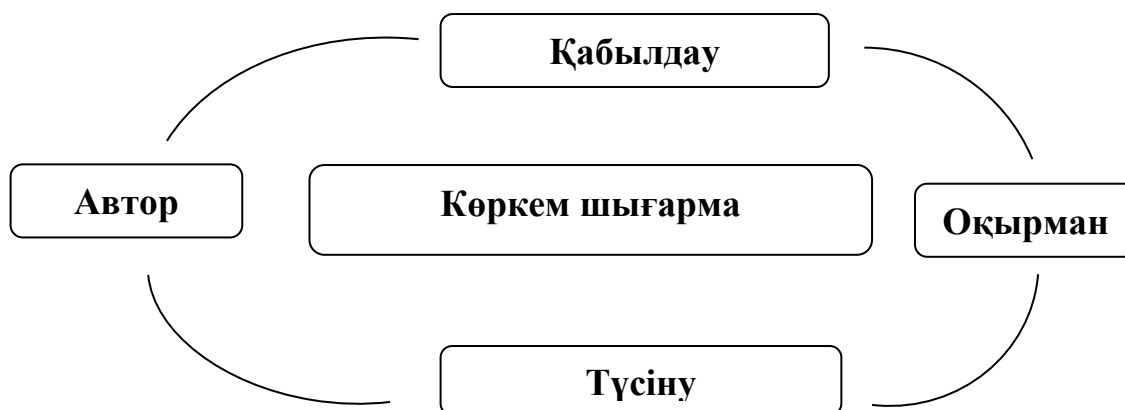 Қабылдау
Автор
Көркем шығарма
Оқырман
Түсіну